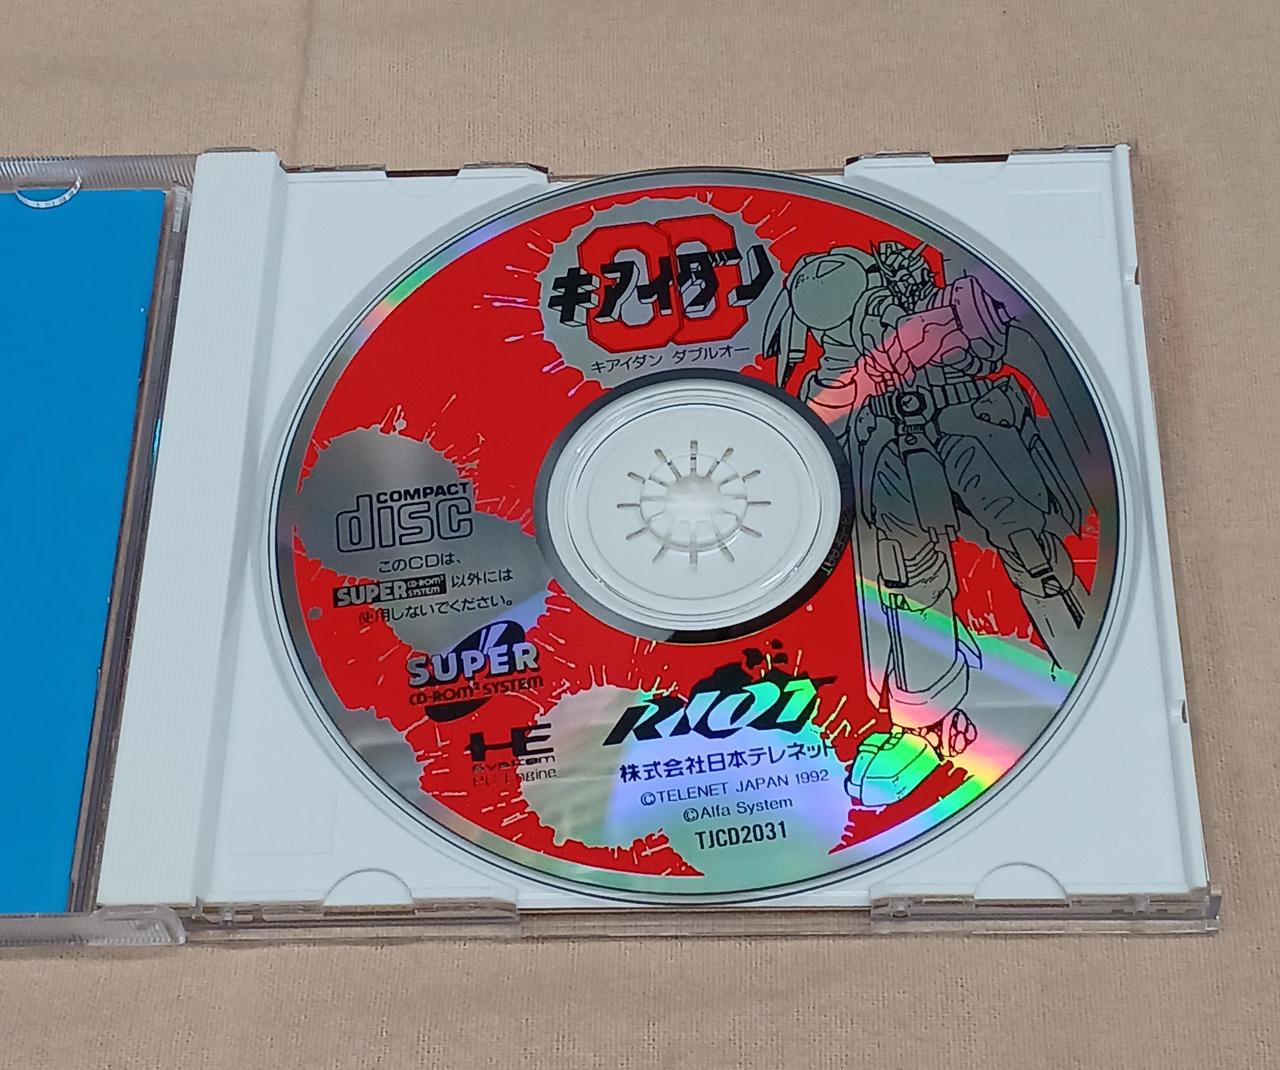 00
キアイダン
キアイダン ダブルオー
COMPACT
disc
このCDは、
SUPER CD-ROM² SYSTEM 以外には
使用しないでください。
SUPER
CD-ROM² SYSTEM
HE
SYSTEM
PC Engine
RIOT
株式会社日本テレネット
©TELENET JAPAN 1992
©Alfa System
TJCD2031